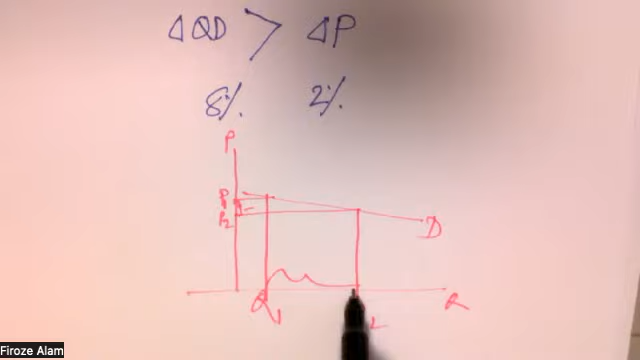 ΔQD > ΔP
8%. 2%.
P
P1
P2
D
Q1
Q
Firoze Alam